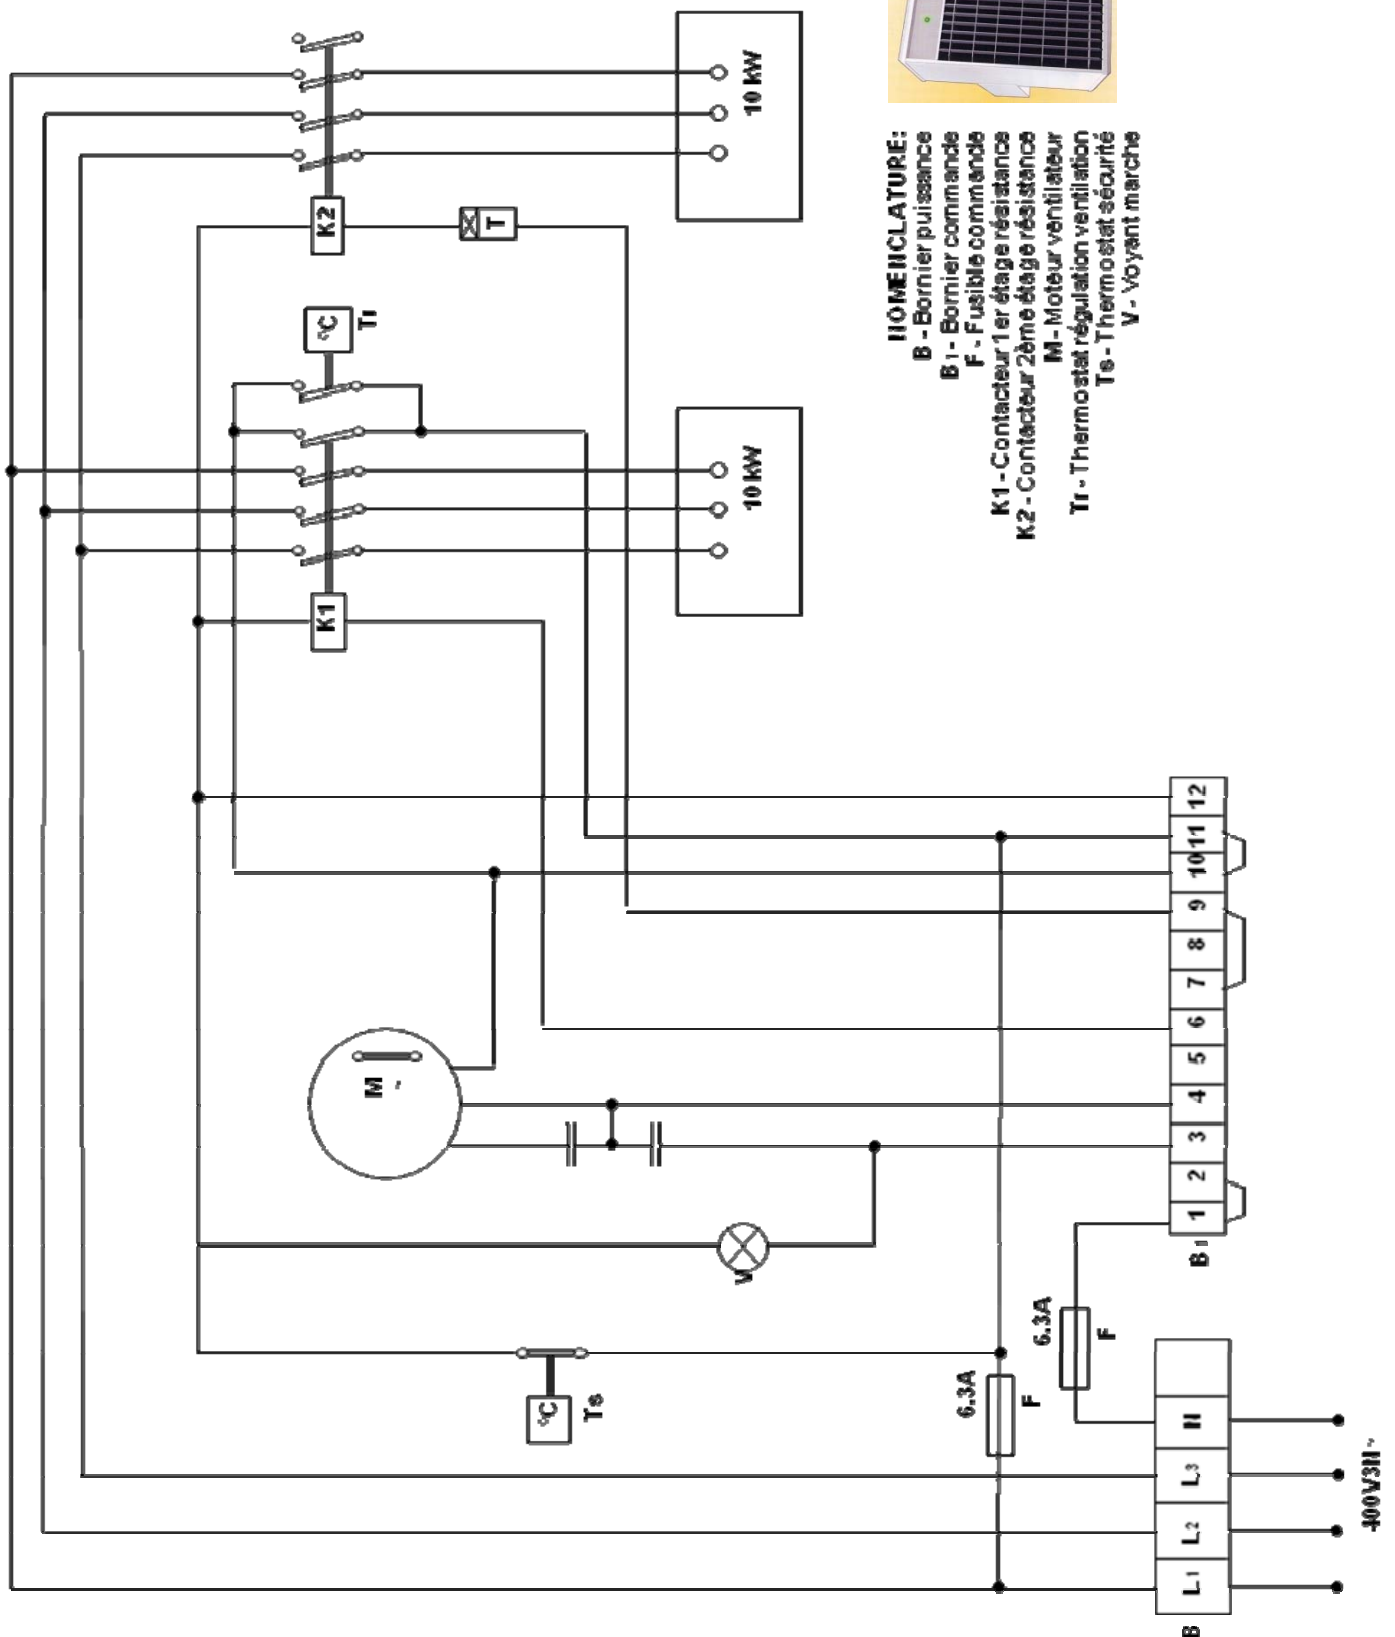 10 kW
K2
T
°C
Tr
10 kW
K1
NOMENCLATURE:
B - Bornier puissance
B1 - Bornier commande
F - Fusible commande
K1 - Contacteur 1er étage résistance
K2 - Contacteur 2ème étage résistance
M - Moteur ventilateur
Tr - Thermostat régulation ventilation
Ts - Thermostat sécurité
V - Voyant marche
M
~
V
°C
Ts
6.3A
F
6.3A
F
B1
1 2 3 4 5 6 7 8 9 10 11 12
B
L1 L2 L3 N
400V3N~